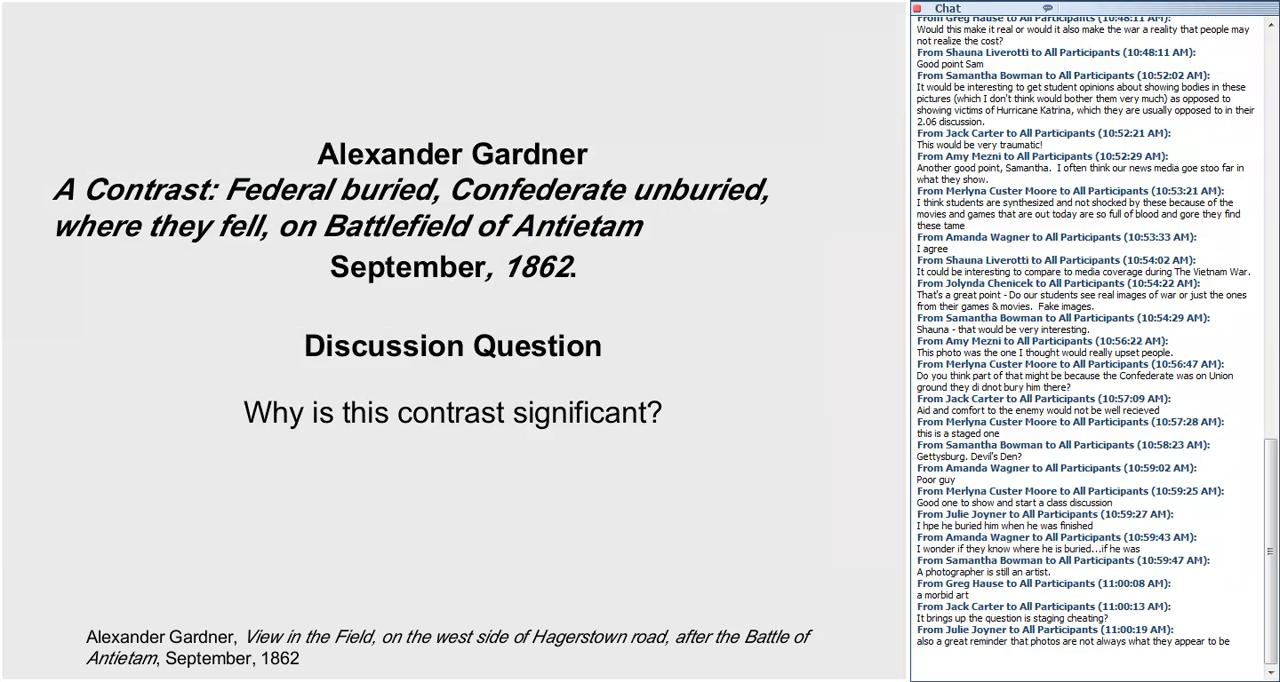 Alexander Gardner
A Contrast: Federal buried, Confederate unburied,
where they fell, on Battlefield of Antietam
September, 1862.
Discussion Question
Why is this contrast significant?
Alexander Gardner, View in the Field, on the west side of Hagerstown road, after the Battle of
Antietam, September, 1862
Chat
From Greg Hause to All Participants (10:48:11 AM):
Would this make it real or would it also make the war a reality that people may
not realize the cost?
From Shauna Liverotti to All Participants (10:48:11 AM):
Good point Sam
From Samantha Bowman to All Participants (10:52:02 AM):
It would be interesting to get student opinions about showing bodies in these
pictures (which I don't think would bother them very much) as opposed to
showing victims of Hurricane Katrina, which they are usually opposed to in their
2.06 discussion.
From Jack Carter to All Participants (10:52:21 AM):
This would be very traumatic!
From Amy Mezni to All Participants (10:52:29 AM):
Another good point, Samantha.  I often think our news media goe stoo far in
what they show.
From Merlyna Custer Moore to All Participants (10:53:21 AM):
I think students are synthesized and not shocked by these because of the
movies and games that are out today are so full of blood and gore they find
these tame
From Amanda Wagner to All Participants (10:53:33 AM):
I agree
From Shauna Liverotti to All Participants (10:54:02 AM):
It could be interesting to compare to media coverage during The Vietnam War.
From Jolynda Chenicek to All Participants (10:54:22 AM):
That's a great point - Do our students see real images of war or just the ones
from their games & movies.  Fake images.
From Samantha Bowman to All Participants (10:54:29 AM):
Shauna - that would be very interesting.
From Amy Mezni to All Participants (10:56:22 AM):
This photo was the one I thought would really upset people.
From Merlyna Custer Moore to All Participants (10:56:47 AM):
Do you think part of that might be because the Confederate was on Union
ground they di dnot bury him there?
From Jack Carter to All Participants (10:57:09 AM):
Aid and comfort to the enemy would not be well recieved
From Merlyna Custer Moore to All Participants (10:57:28 AM):
this is a staged one
From Samantha Bowman to All Participants (10:58:23 AM):
Gettysburg. Devil's Den?
From Amanda Wagner to All Participants (10:59:02 AM):
Poor guy
From Merlyna Custer Moore to All Participants (10:59:25 AM):
Good one to show and start a class discussion
From Julie Joyner to All Participants (10:59:27 AM):
I hpe he buried him when he was finished
From Amanda Wagner to All Participants (10:59:43 AM):
I wonder if they know where he is buried...if he was
From Samantha Bowman to All Participants (10:59:47 AM):
A photographer is still an artist.
From Greg Hause to All Participants (11:00:08 AM):
a morbid art
From Jack Carter to All Participants (11:00:13 AM):
It brings up the question is staging cheating?
From Julie Joyner to All Participants (11:00:19 AM):
also a great reminder that photos are not always what they appear to be